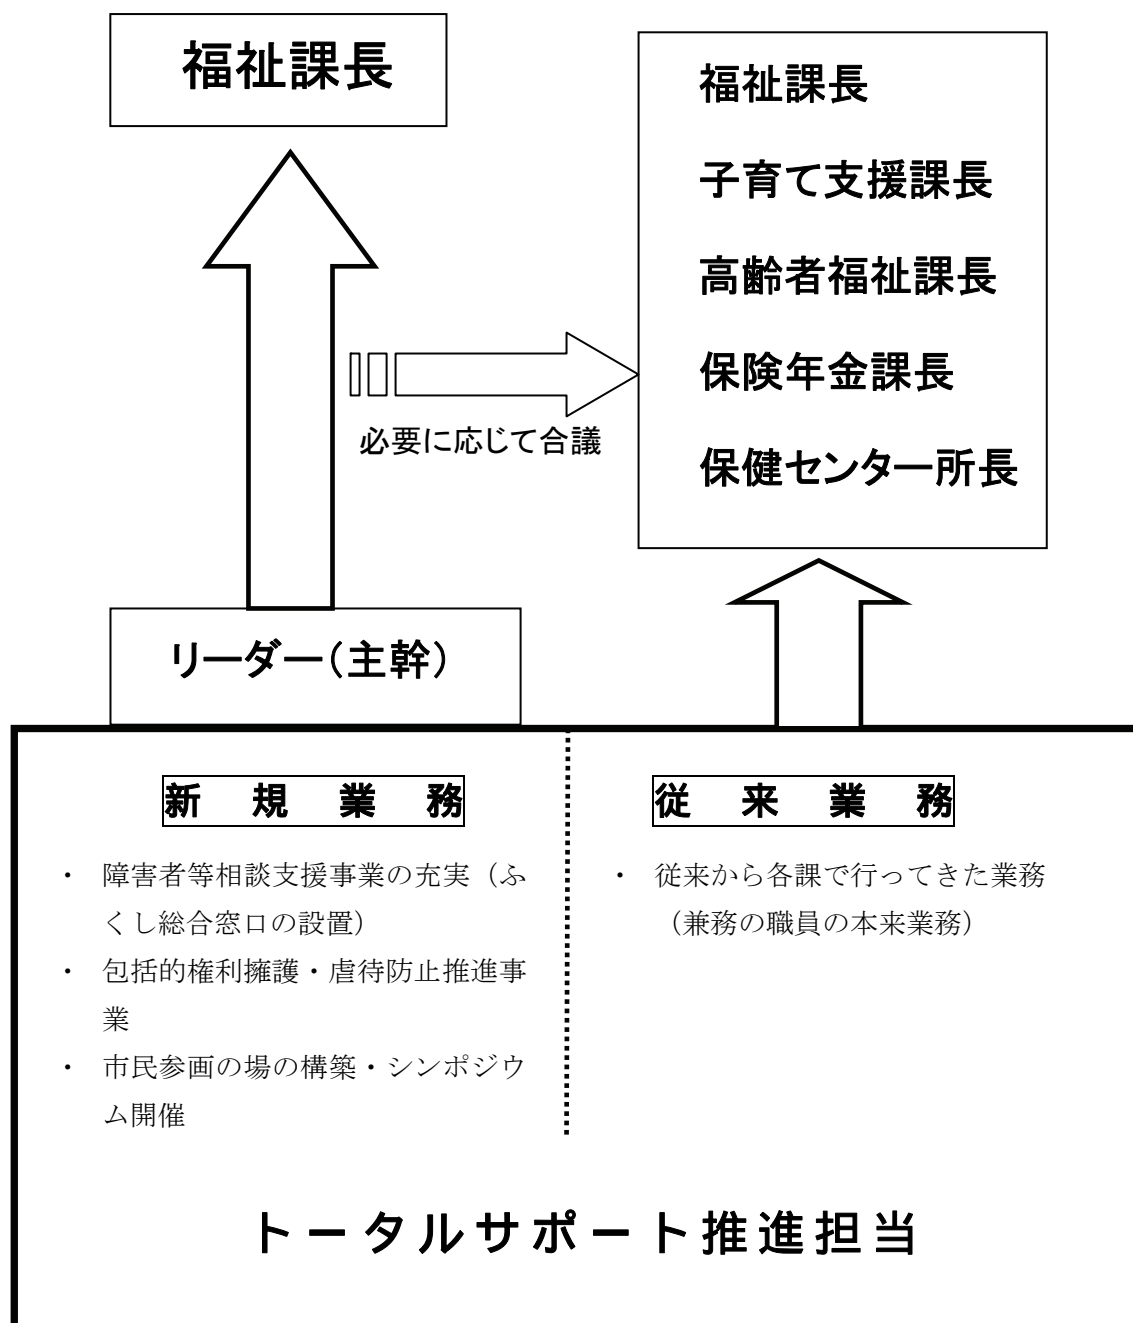 福祉課長
福祉課長
子育て支援課長
高齢者福祉課長
保険年金課長
保健センター所長
必要に応じて合議
リーダー（主幹）
新規業務
・ 障害者等相談支援事業の充実（ふ
くし総合窓口の設置）
・ 包括的権利擁護・虐待防止推進事
業
・ 市民参画の場の構築・シンポジウ
ム開催
従来業務
・ 従来から各課で行ってきた業務
（兼務の職員の本来業務）
トータルサポート推進担当